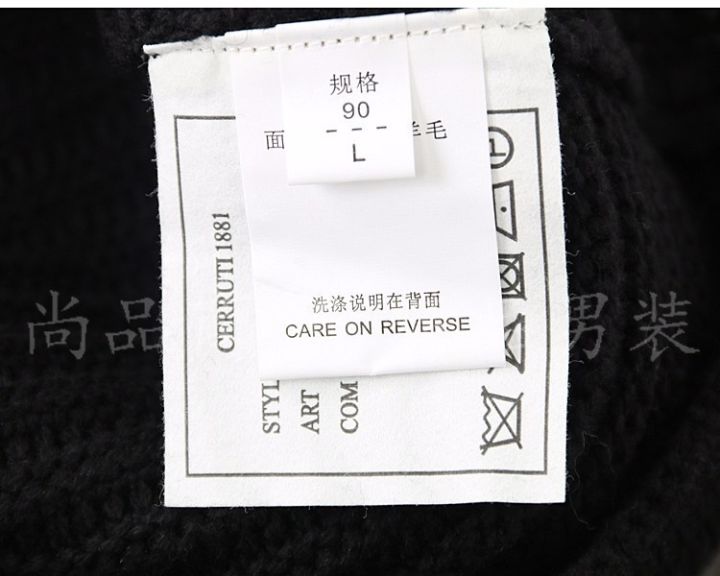 规格
90
L
面 羊毛
洗涤说明在背面
CARE ON REVERSE
CERRUTI 1881
STYL
ART
COM
尚品 男装